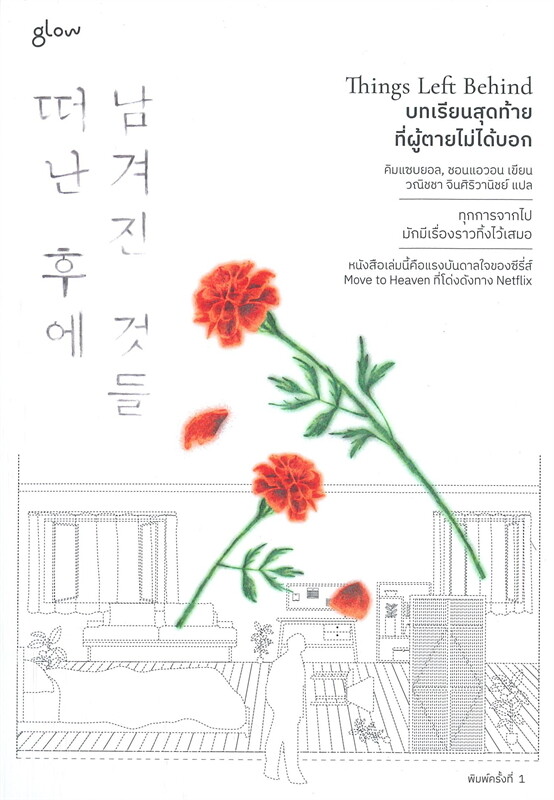 glow
떠난 후에
남겨진 것들
Things Left Behind
บทเรียนสุดท้าย
ที่ผู้ตายไม่ได้บอก
คิมแซบยอล, ชอนแอวอน เขียน
วณิชชา จินศิริวานิชย์ แปล
ทุกการจากไป
มักมีเรื่องราวทิ้งไว้เสมอ
หนังสือเล่มนี้คือแรงบันดาลใจของซีรี่ส์
Move to Heaven ที่โด่งดังทาง Netflix
พิมพ์ครั้งที่ 1